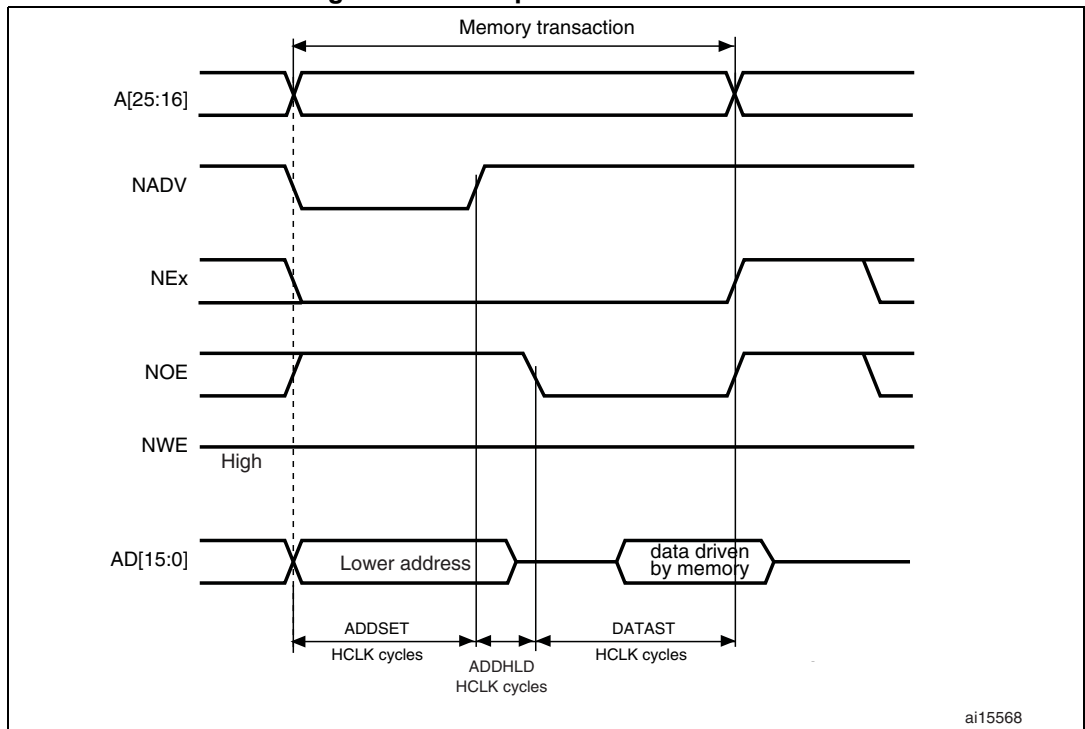 Memory transaction
A[25:16]
NADV
NEx
NOE
NWE
High
AD[15:0]
Lower address
data driven
by memory
ADDSET
HCLK cycles
ADDHLD
HCLK cycles
DATAST
HCLK cycles
ai15568